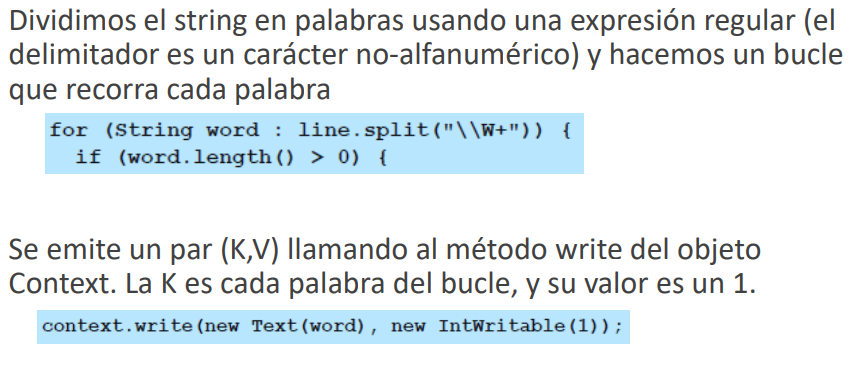 Dividimos el string en palabras usando una expresión regular (el
delimitador es un carácter no-alfanumérico) y hacemos un bucle
que recorra cada palabra
for (String word : line.split("\\W+")) {
if (word.length() > 0) {
Se emite un par (K,V) llamando al método write del objeto
Context. La K es cada palabra del bucle, y su valor es un 1.
context.write(new Text(word), new IntWritable(1));